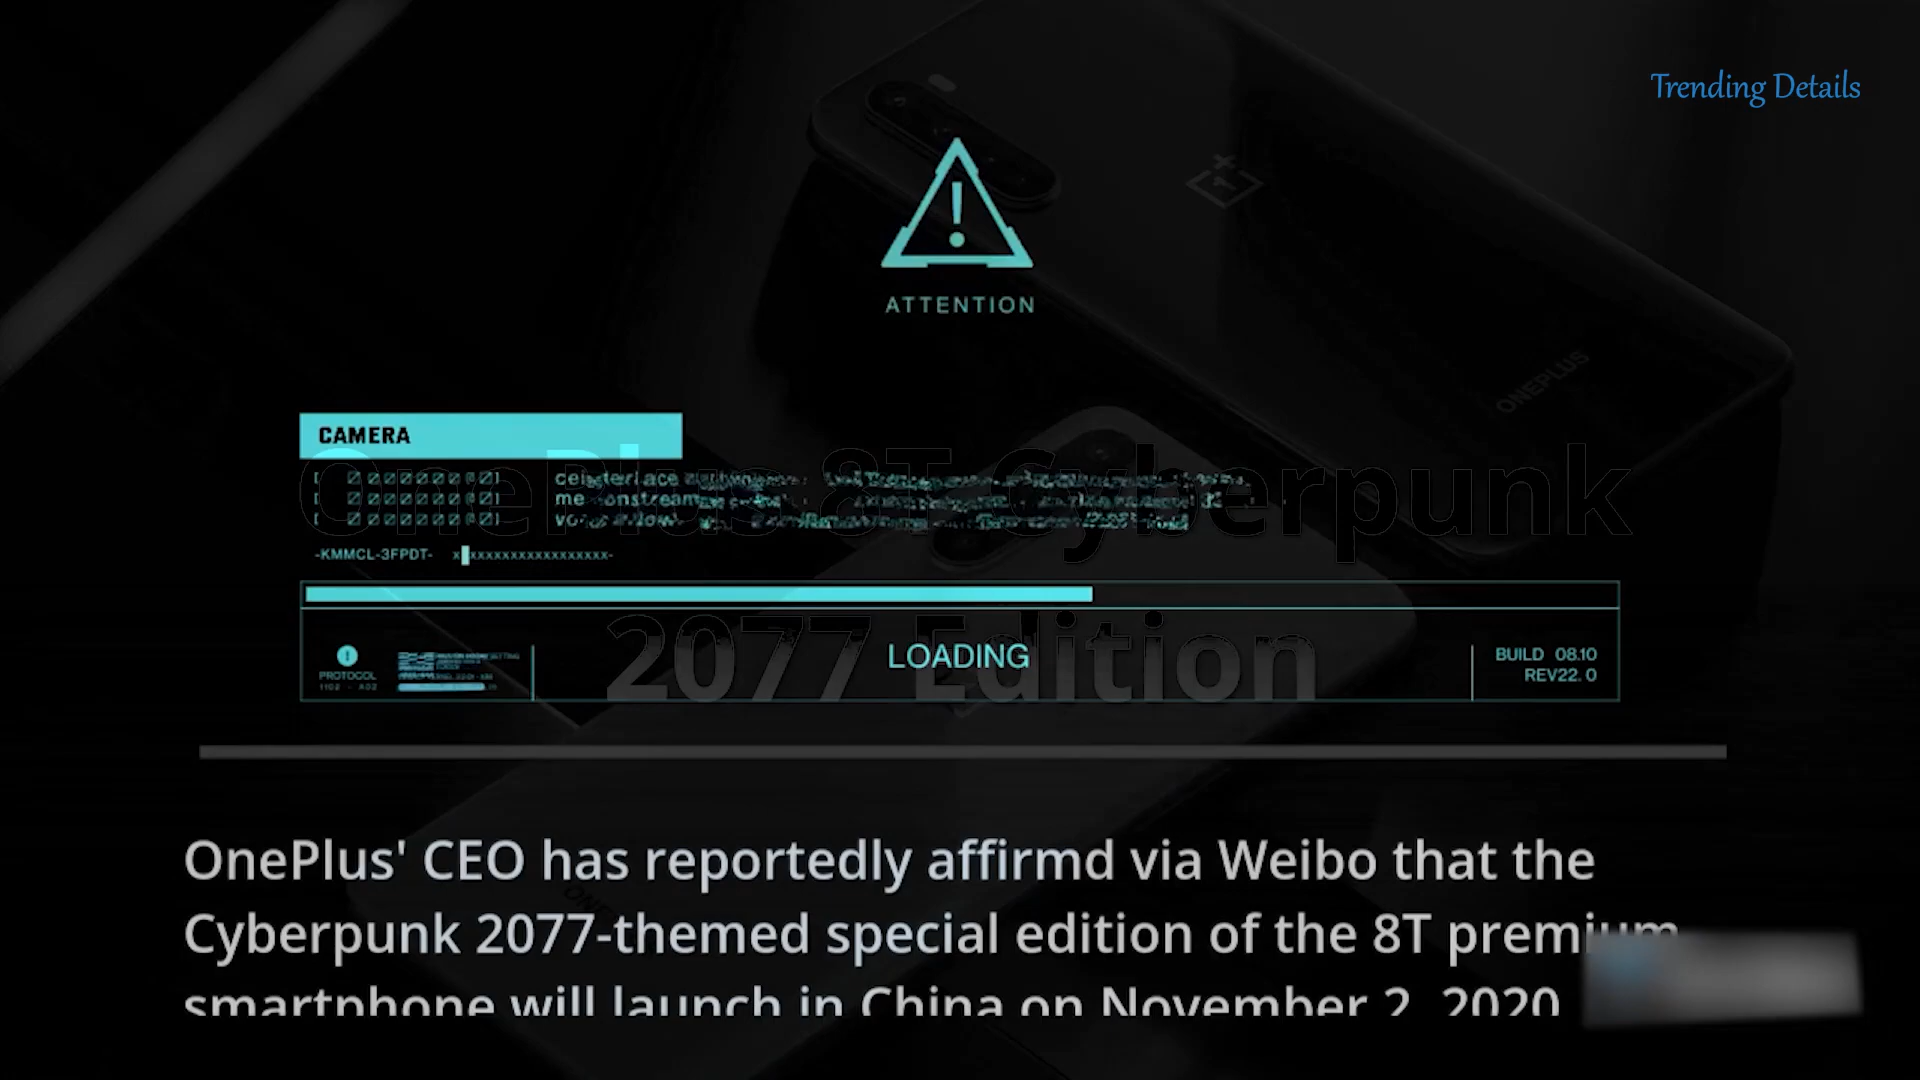 Trending Details
ATTENTION
CAMERA
OnePlus 8T Cyberpunk
-KMMCL-3FPDT-
2077 Edition
LOADING
PROTOCOL
BUILD 08.10
REV22. 0
ONEPLUS
OnePlus' CEO has reportedly affirmd via Weibo that the
Cyberpunk 2077-themed special edition of the 8T premium
smartphone will launch in China on November 2, 2020